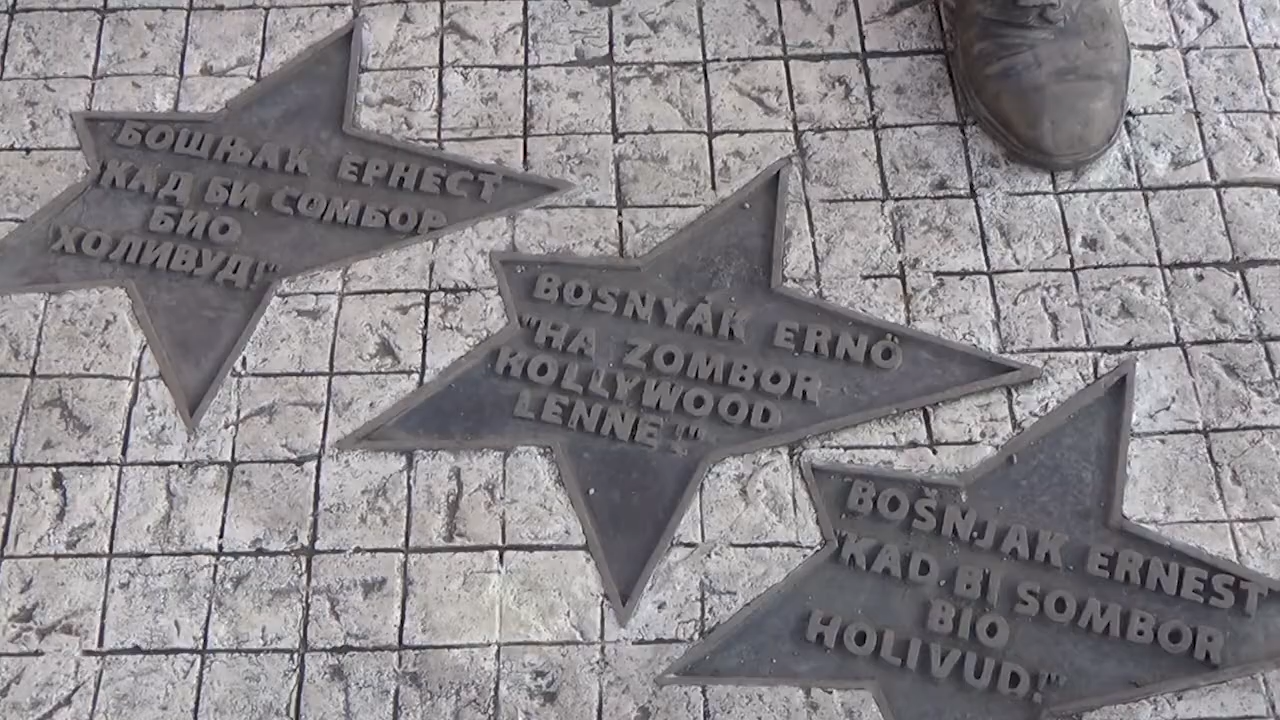 БОШЊАК ЕРНЕСТ
"КАД БИ СОМБОР
БИО
ХОЛИВУД!"
BOSNYÁK ERNŐ
"HA ZOMBOR
HOLLYWOOD
LENNE!"
BOŠNJAK ERNEST
"KAD BI SOMBOR
BIO
HOLIVUD!"